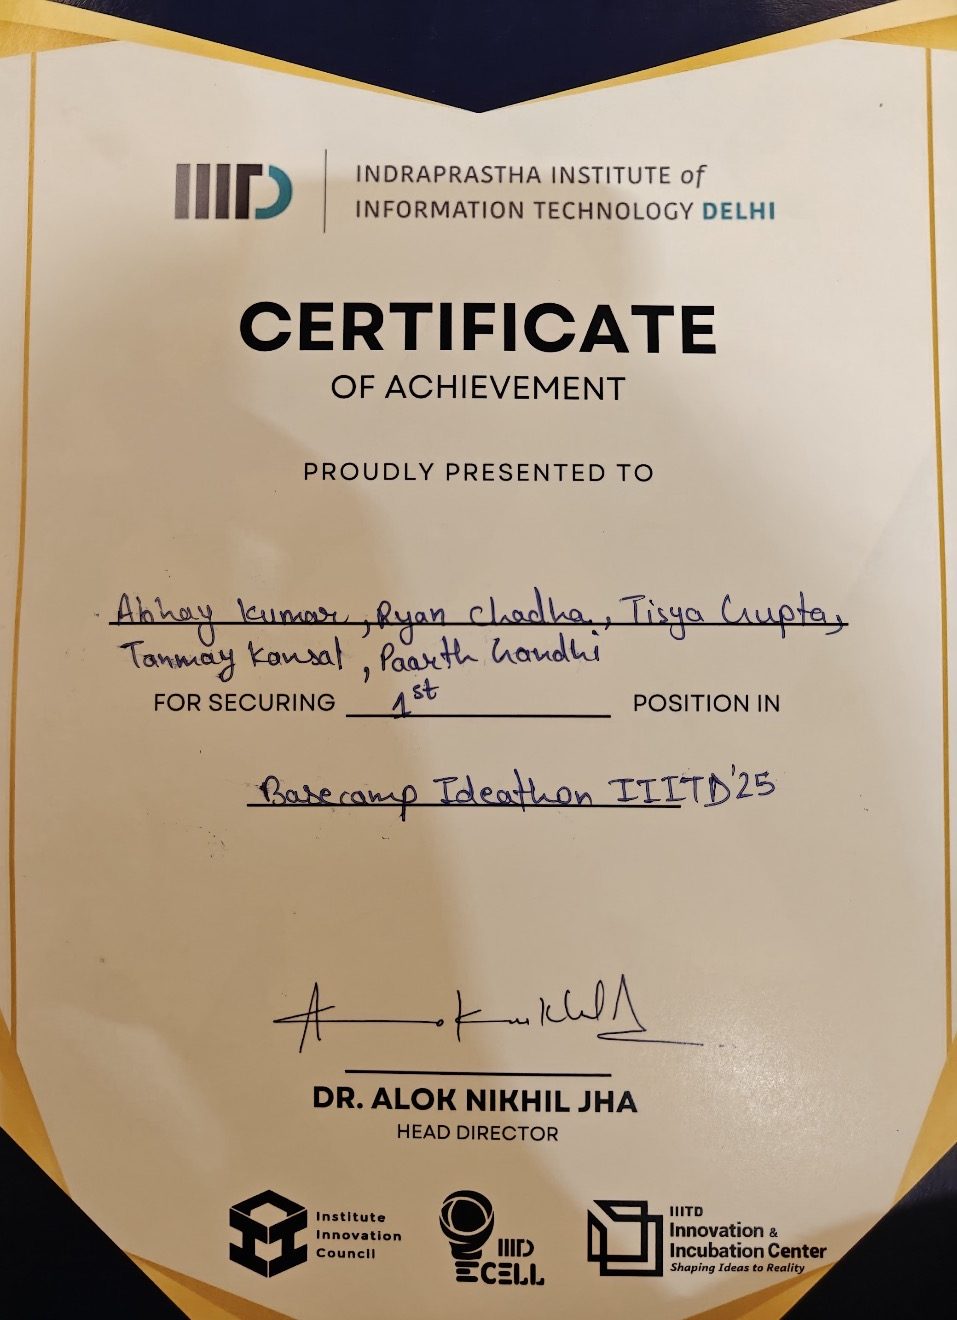 IIITD
INDRAPRASTHA INSTITUTE of
INFORMATION TECHNOLOGY DELHI
CERTIFICATE
OF ACHIEVEMENT
PROUDLY PRESENTED TO
Abhay Kumar, Ryan Chadha, Tisya Gupta,
Tanmay Kansal, Paarth Gandhi
FOR SECURING 1st POSITION IN
Basecamp Ideathon IIITD'25
DR. ALOK NIKHIL JHA
HEAD DIRECTOR
Institute
Innovation
Council
IIITD
ECELL
IIITD
Innovation &
Incubation Center
Shaping Ideas to Reality